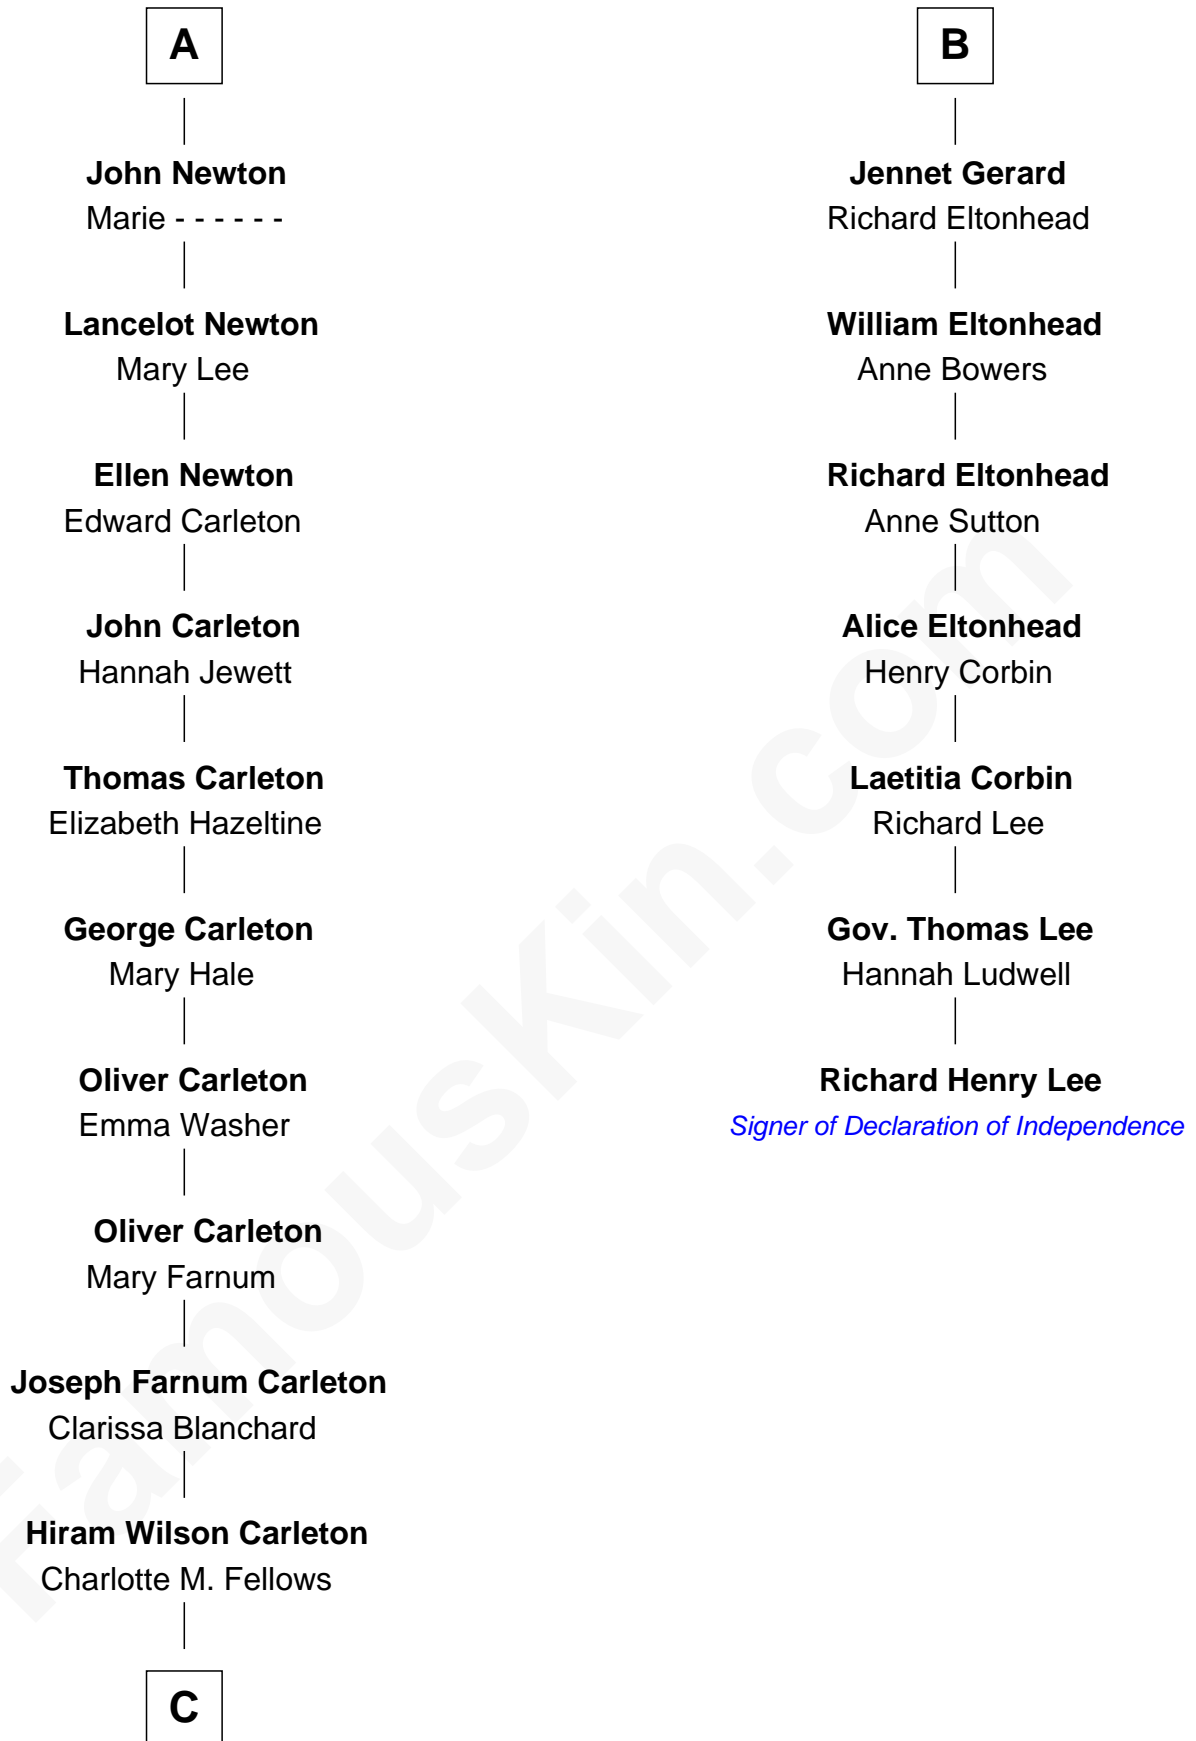 A
John Newton
Marie - - - - - -
Lancelot Newton
Mary Lee
Ellen Newton
Edward Carleton
John Carleton
Hannah Jewett
Thomas Carleton
Elizabeth Hazeltine
George Carleton
Mary Hale
Oliver Carleton
Emma Washer
Oliver Carleton
Mary Farnum
Joseph Farnum Carleton
Clarissa Blanchard
Hiram Wilson Carleton
Charlotte M. Fellows
C
B
Jennet Gerard
Richard Eltonhead
William Eltonhead
Anne Bowers
Richard Eltonhead
Anne Sutton
Alice Eltonhead
Henry Corbin
Laetitia Corbin
Richard Lee
Gov. Thomas Lee
Hannah Ludwell
Richard Henry Lee
Signer of Declaration of Independence
FamousKin.com